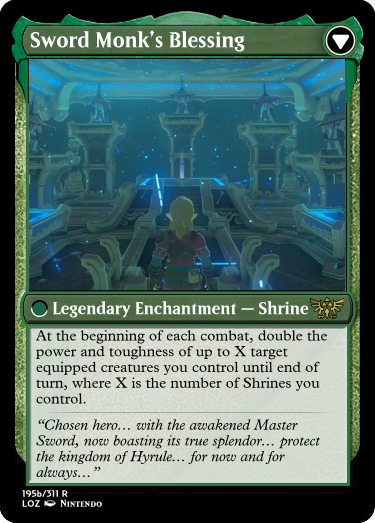 Sword Monk's Blessing
Legendary Enchantment — Shrine
At the beginning of each combat, double the
power and toughness of up to X target
equipped creatures you control until end of
turn, where X is the number of Shrines you
control.
“Chosen hero… with the awakened Master
Sword, now boasting its true splendor… protect
the kingdom of Hyrule… for now and for
always…”
195b/311 R
LOZ Nintendo